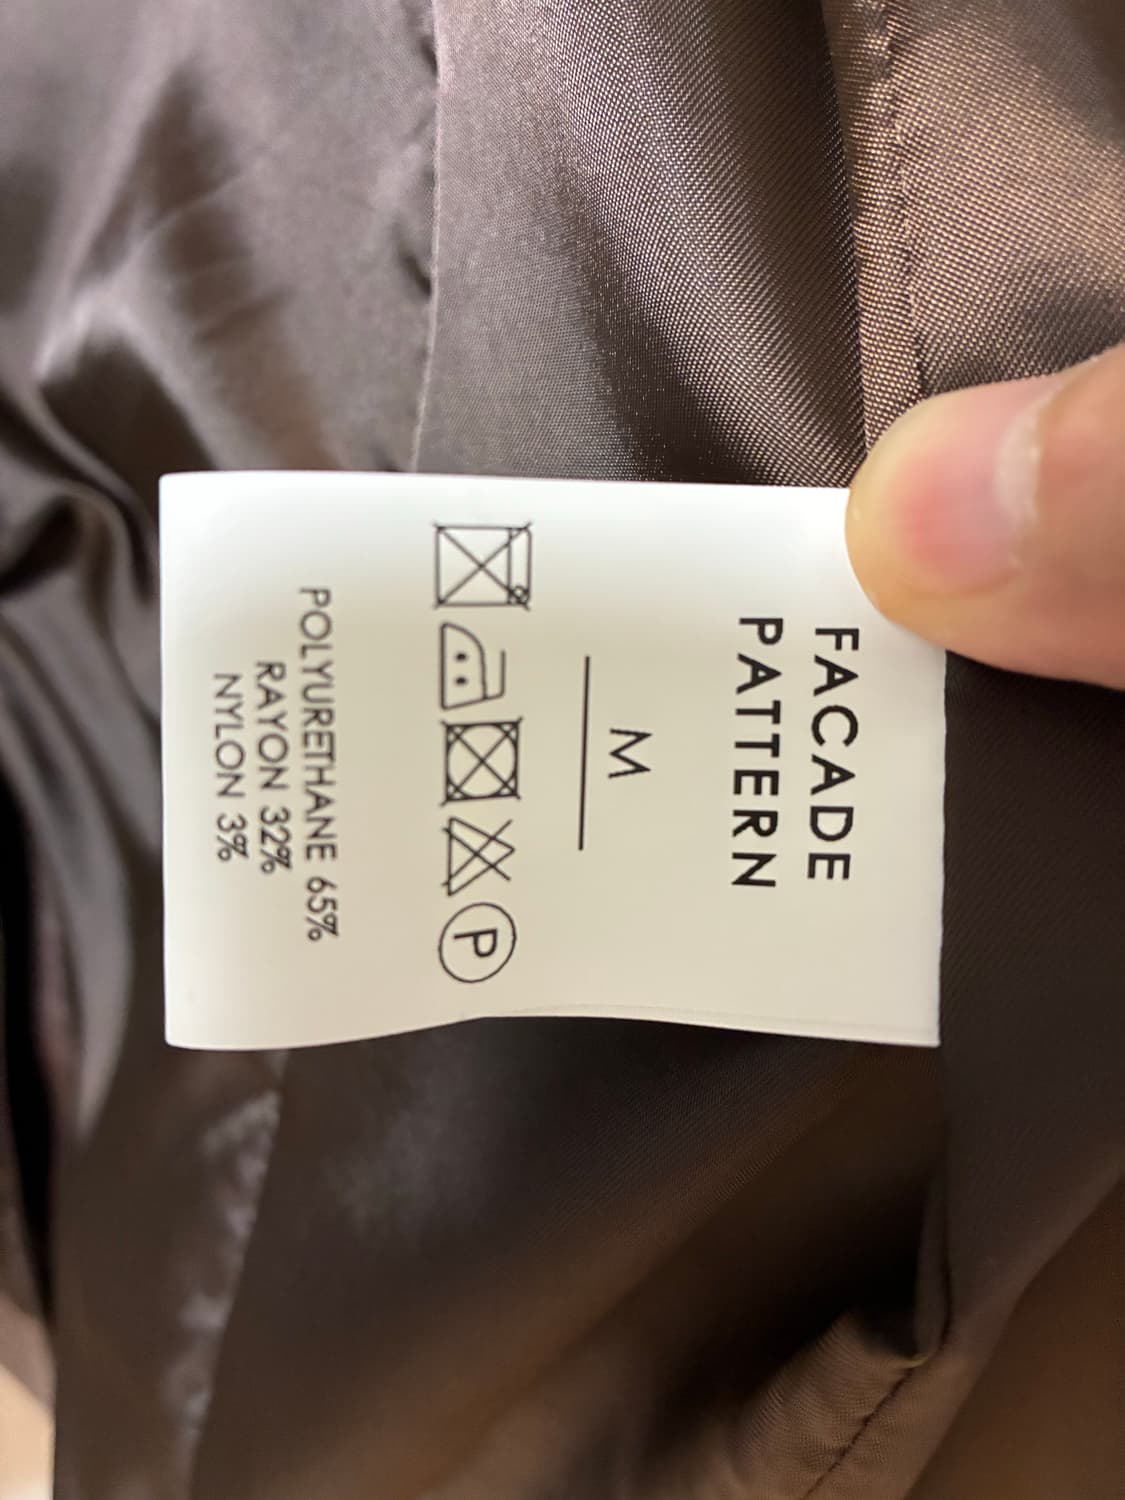 FACADE
PATTERN
M
P
POLYURETHANE 65%
RAYON 32%
NYLON 3%